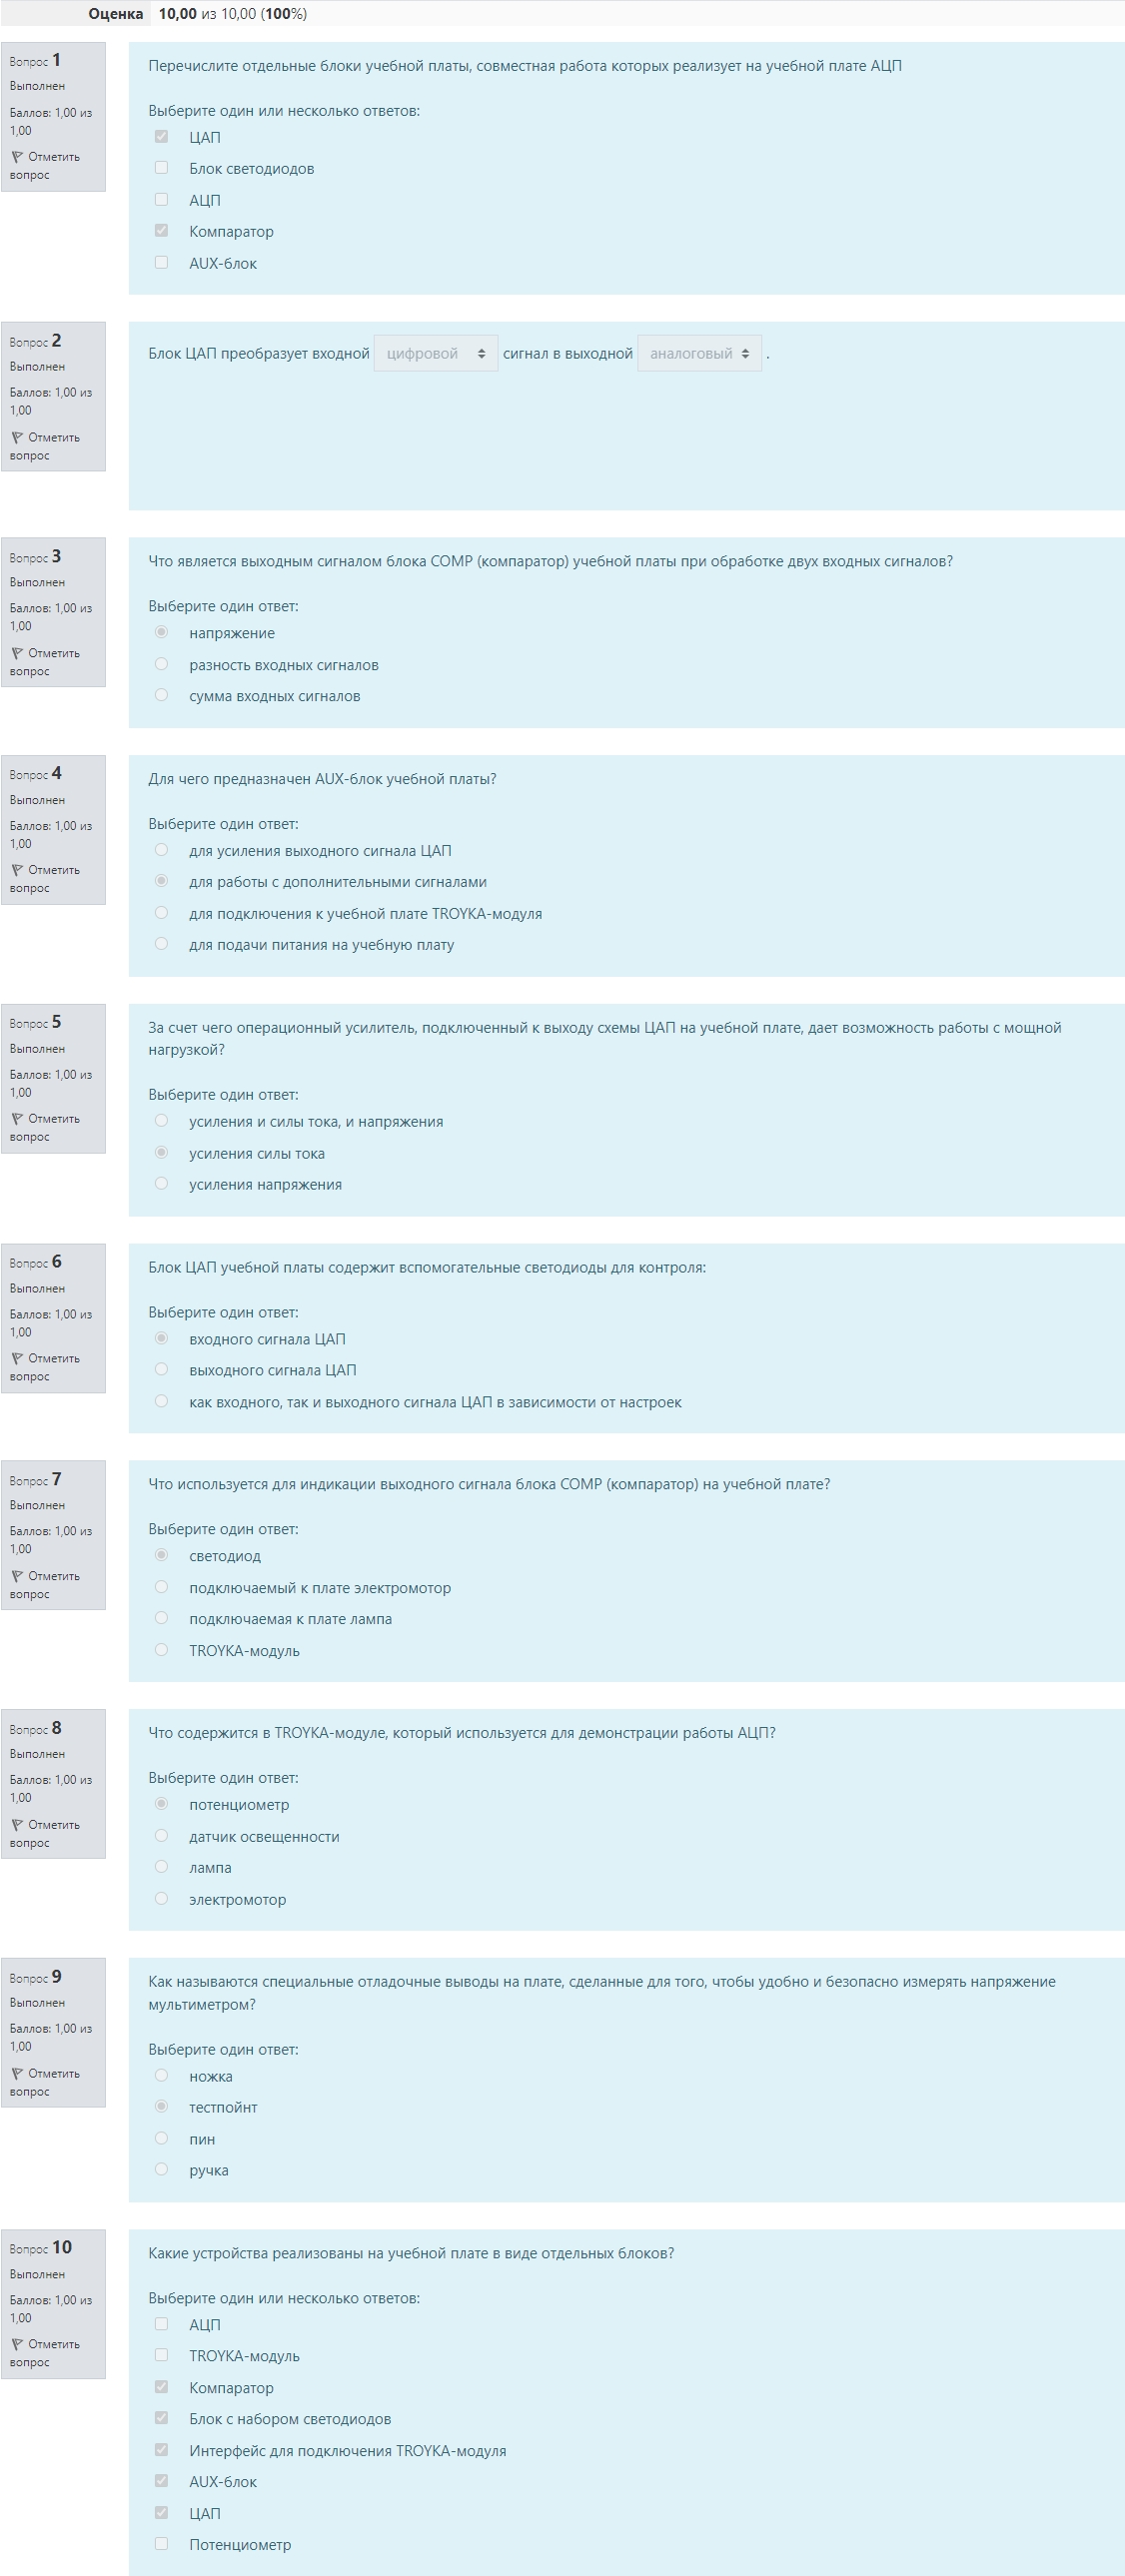 Оценка 10,00 из 10,00 (100%)
Вопрос 1
Выполнен
Баллов: 1,00 из
1,00
Отметить
вопрос
Перечислите отдельные блоки учебной платы, совместная работа которых реализует на учебной плате АЦП
Выберите один или несколько ответов:
ЦАП
Блок светодиодов
АЦП
Компаратор
AUX-блок
Вопрос 2
Выполнен
Баллов: 1,00 из
1,00
Отметить
вопрос
Блок ЦАП преобразует входной цифровой сигнал в выходной аналоговый .
Вопрос 3
Выполнен
Баллов: 1,00 из
1,00
Отметить
вопрос
Что является выходным сигналом блока COMP (компаратор) учебной платы при обработке двух входных сигналов?
Выберите один ответ:
напряжение
разность входных сигналов
сумма входных сигналов
Вопрос 4
Выполнен
Баллов: 1,00 из
1,00
Отметить
вопрос
Для чего предназначен AUX-блок учебной платы?
Выберите один ответ:
для усиления выходного сигнала ЦАП
для работы с дополнительными сигналами
для подключения к учебной плате TROYKA-модуля
для подачи питания на учебную плату
Вопрос 5
Выполнен
Баллов: 1,00 из
1,00
Отметить
вопрос
За счет чего операционный усилитель, подключенный к выходу схемы ЦАП на учебной плате, дает возможность работы с мощной
нагрузкой?
Выберите один ответ:
усиления и силы тока, и напряжения
усиления силы тока
усиления напряжения
Вопрос 6
Выполнен
Баллов: 1,00 из
1,00
Отметить
вопрос
Блок ЦАП учебной платы содержит вспомогательные светодиоды для контроля:
Выберите один ответ:
входного сигнала ЦАП
выходного сигнала ЦАП
как входного, так и выходного сигнала ЦАП в зависимости от настроек
Вопрос 7
Выполнен
Баллов: 1,00 из
1,00
Отметить
вопрос
Что используется для индикации выходного сигнала блока COMP (компаратор) на учебной плате?
Выберите один ответ:
светодиод
подключаемый к плате электромотор
подключаемая к плате лампа
TROYKA-модуль
Вопрос 8
Выполнен
Баллов: 1,00 из
1,00
Отметить
вопрос
Что содержится в TROYKA-модуле, который используется для демонстрации работы АЦП?
Выберите один ответ:
потенциометр
датчик освещенности
лампа
электромотор
Вопрос 9
Выполнен
Баллов: 1,00 из
1,00
Отметить
вопрос
Как называются специальные отладочные выводы на плате, сделанные для того, чтобы удобно и безопасно измерять напряжение
мультиметром?
Выберите один ответ:
ножка
тестпойнт
пин
ручка
Вопрос 10
Выполнен
Баллов: 1,00 из
1,00
Отметить
вопрос
Какие устройства реализованы на учебной плате в виде отдельных блоков?
Выберите один или несколько ответов:
АЦП
TROYKA-модуль
Компаратор
Блок с набором светодиодов
Интерфейс для подключения TROYKA-модуля
AUX-блок
ЦАП
Потенциометр